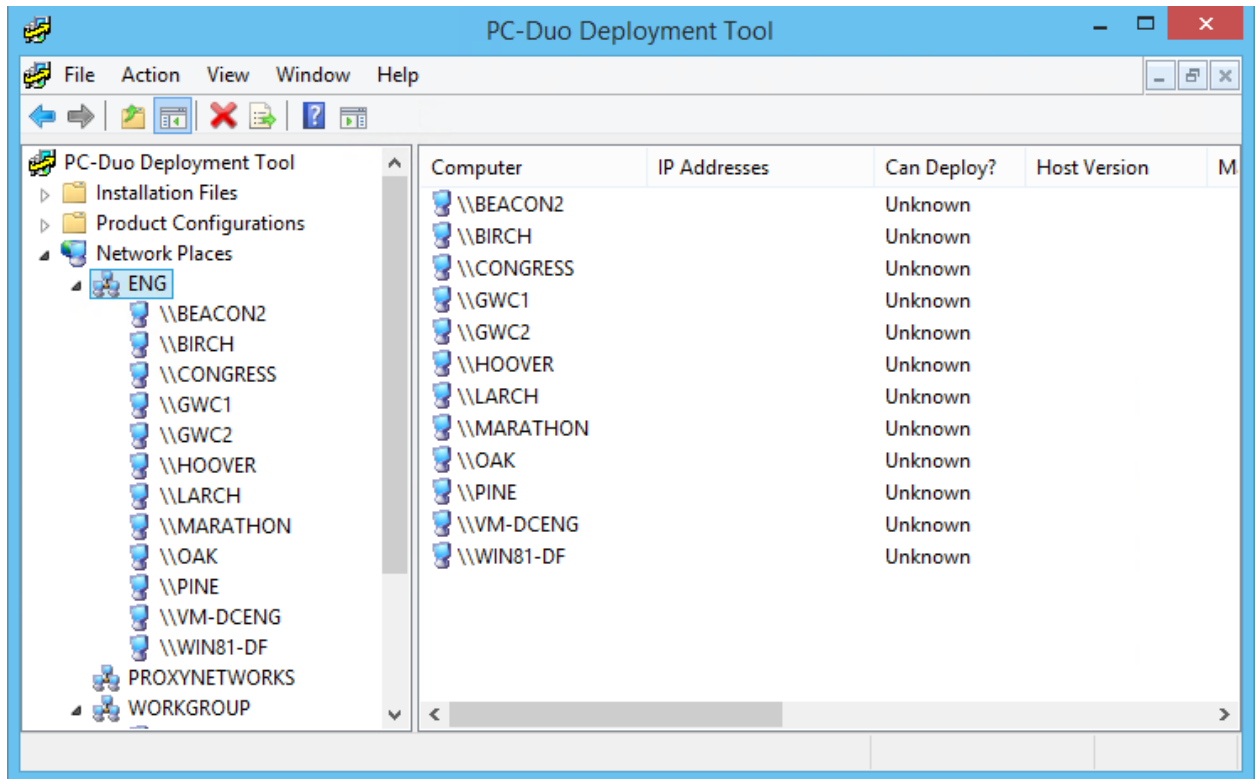 PC-Duo Deployment Tool
File Action View Window Help
PC-Duo Deployment Tool
Installation Files
Product Configurations
Network Places
ENG
\\BEACON2
\\BIRCH
\\CONGRESS
\\GWC1
\\GWC2
\\HOOVER
\\LARCH
\\MARATHON
\\OAK
\\PINE
\\VM-DCENG
\\WIN81-DF
PROXYNETWORKS
WORKGROUP
Computer IP Addresses Can Deploy? Host Version M
\\BEACON2 Unknown
\\BIRCH Unknown
\\CONGRESS Unknown
\\GWC1 Unknown
\\GWC2 Unknown
\\HOOVER Unknown
\\LARCH Unknown
\\MARATHON Unknown
\\OAK Unknown
\\PINE Unknown
\\VM-DCENG Unknown
\\WIN81-DF Unknown